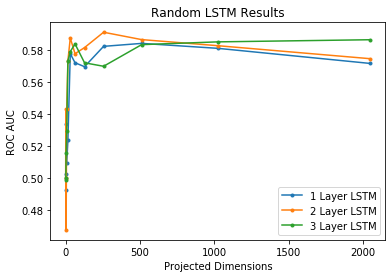 Random LSTM Results
ROC AUC
0.58
0.56
0.54
0.52
0.50
0.48
0
500
1000
1500
2000
Projected Dimensions
1 Layer LSTM
2 Layer LSTM
3 Layer LSTM